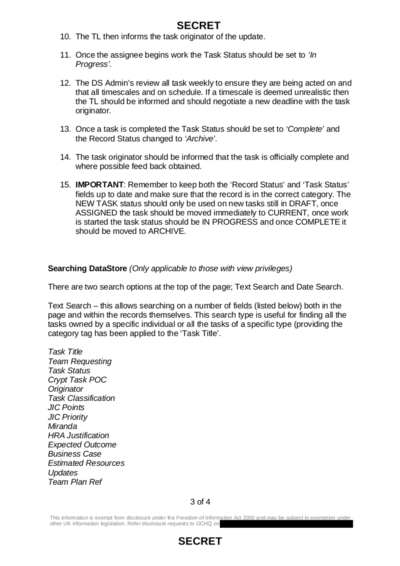 SECRET
10. The TL then informs the task originator of the update.
11. Once the assignee begins work the Task Status should be set to 'In
Progress'.
12. The DS Admin's review all task weekly to ensure they are being acted on and
that all timescales and on schedule. If a timescale is deemed unrealistic then
the TL should be informed and should negotiate a new deadline with the task
originator.
13. Once a task is completed the Task Status should be set to 'Complete' and
the Record Status changed to 'Archive'.
14. The task originator should be informed that the task is officially complete and
where possible feed back obtained.
15. IMPORTANT: Remember to keep both the 'Record Status' and 'Task Status'
fields up to date and make sure that the record is in the correct category. The
NEW TASK status should only be used on new tasks still in DRAFT, once
ASSIGNED the task should be moved immediately to CURRENT, once work
is started the task status should be IN PROGRESS and once COMPLETE it
should be moved to ARCHIVE.
Searching DataStore (Only applicable to those with view privileges)
There are two search options at the top of the page; Text Search and Date Search.
Text Search – this allows searching on a number of fields (listed below) both in the
page and within the records themselves. This search type is useful for finding all the
tasks owned by a specific individual or all the tasks of a specific type (providing the
category tag has been applied to the 'Task Title'.
Task Title
Team Requesting
Task Status
Crypt Task POC
Originator
Task Classification
JIC Points
JIC Priority
Miranda
HRA Justification
Expected Outcome
Business Case
Estimated Resources
Updates
Team Plan Ref
3 of 4
This information is exempt from disclosure under the Freedom of Information Act 2000 and may be subject to exemption under
other UK information legislation. Refer disclosure requests to GCHQ on
SECRET